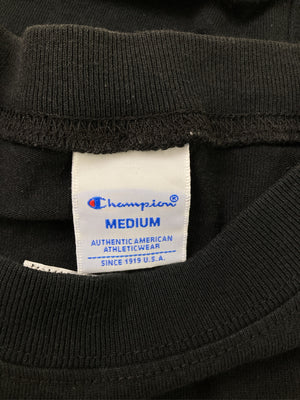 Champion
MEDIUM
AUTHENTIC AMERICAN
ATHLETICWEAR
SINCE 1919 U.S.A.